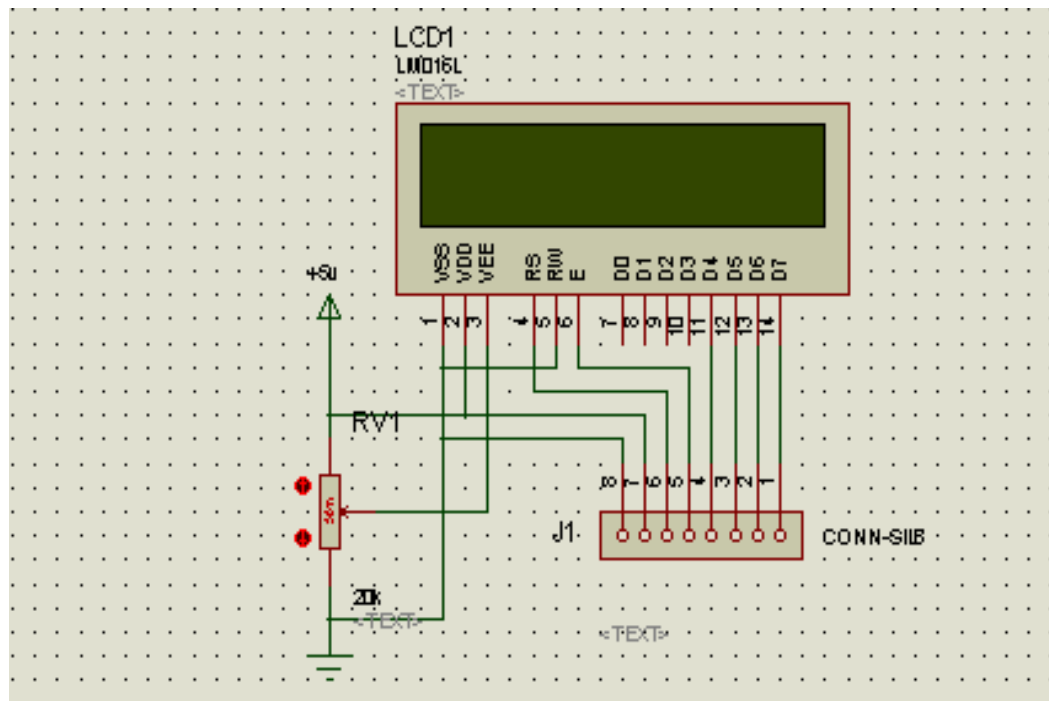 LCD1
LM016L
<TEXT>
VSS VDD VEE RS RW E D0 D1 D2 D3 D4 D5 D6 D7
+5v
1 2 3 4 5 6 7 8 9 10 11 12 13 14
RV1
8 7 6 5 4 3 2 1
J1
CONN-SIL8
20k
<TEXT>
<TEXT>